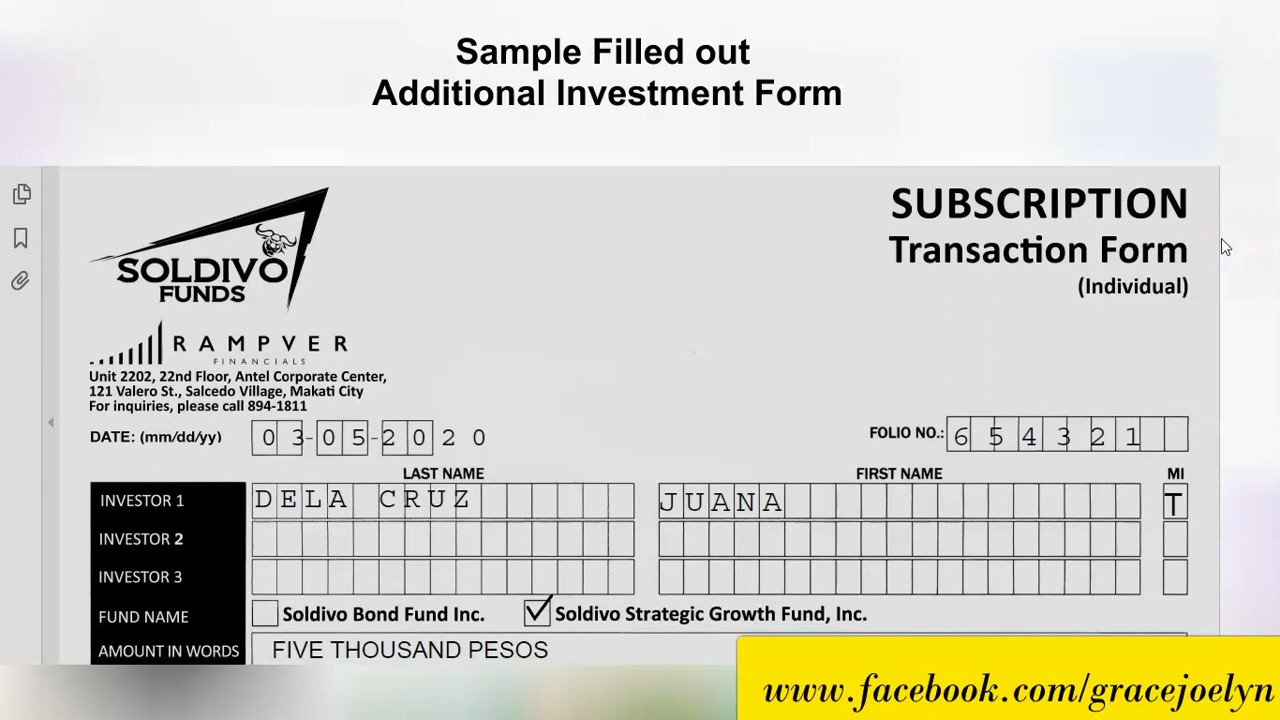 Sample Filled out
Additional Investment Form
SOLDIVO
FUNDS
SUBSCRIPTION
Transaction Form
(Individual)
RAMPVER
FINANCIALS
Unit 2202, 22nd Floor, Antel Corporate Center,
121 Valero St., Salcedo Village, Makati City
For inquiries, please call 894-1811
DATE: (mm/dd/yy) 03-05-2020 FOLIO NO.: 654321
LAST NAME FIRST NAME MI
INVESTOR 1 DELA CRUZ JUANA T
INVESTOR 2
INVESTOR 3
FUND NAME Soldivo Bond Fund Inc. Soldivo Strategic Growth Fund, Inc.
AMOUNT IN WORDS FIVE THOUSAND PESOS
www.facebook.com/gracejoelyn